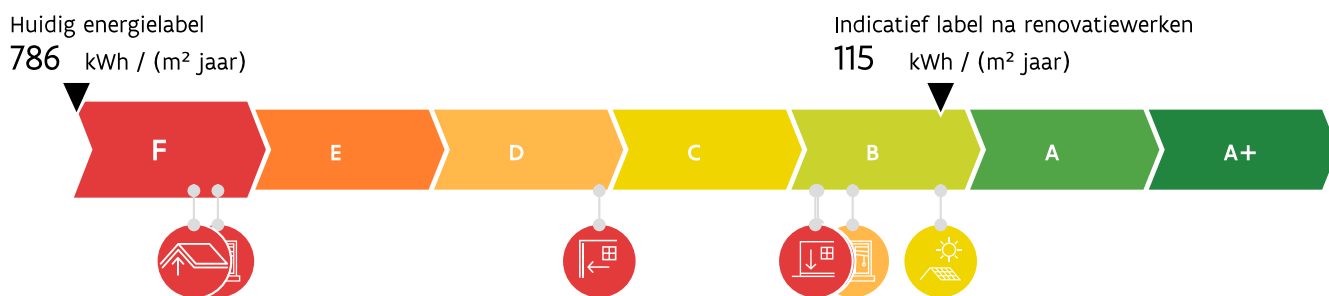 Huidig energielabel
786 kWh / (m² jaar)
Indicatief label na renovatiewerken
115 kWh / (m² jaar)
F E D C B A A+